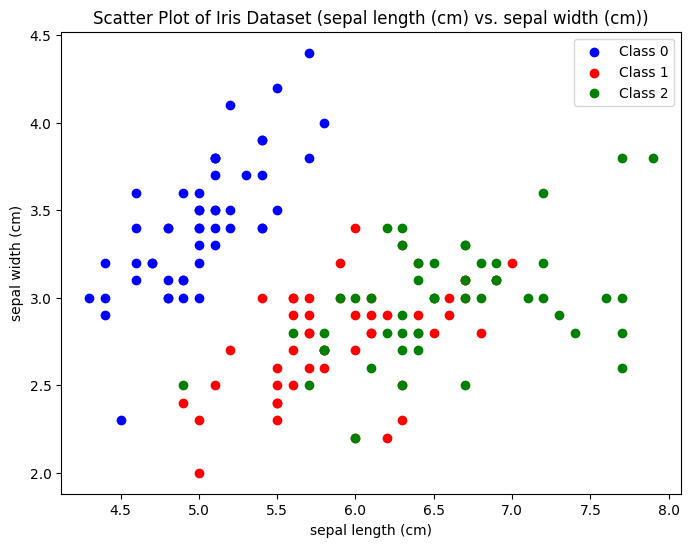 Scatter Plot of Iris Dataset (sepal length (cm) vs. sepal width (cm))
Class 0
Class 1
Class 2
4.5
4.0
3.5
3.0
2.5
2.0
sepal width (cm)
4.5 5.0 5.5 6.0 6.5 7.0 7.5 8.0
sepal length (cm)